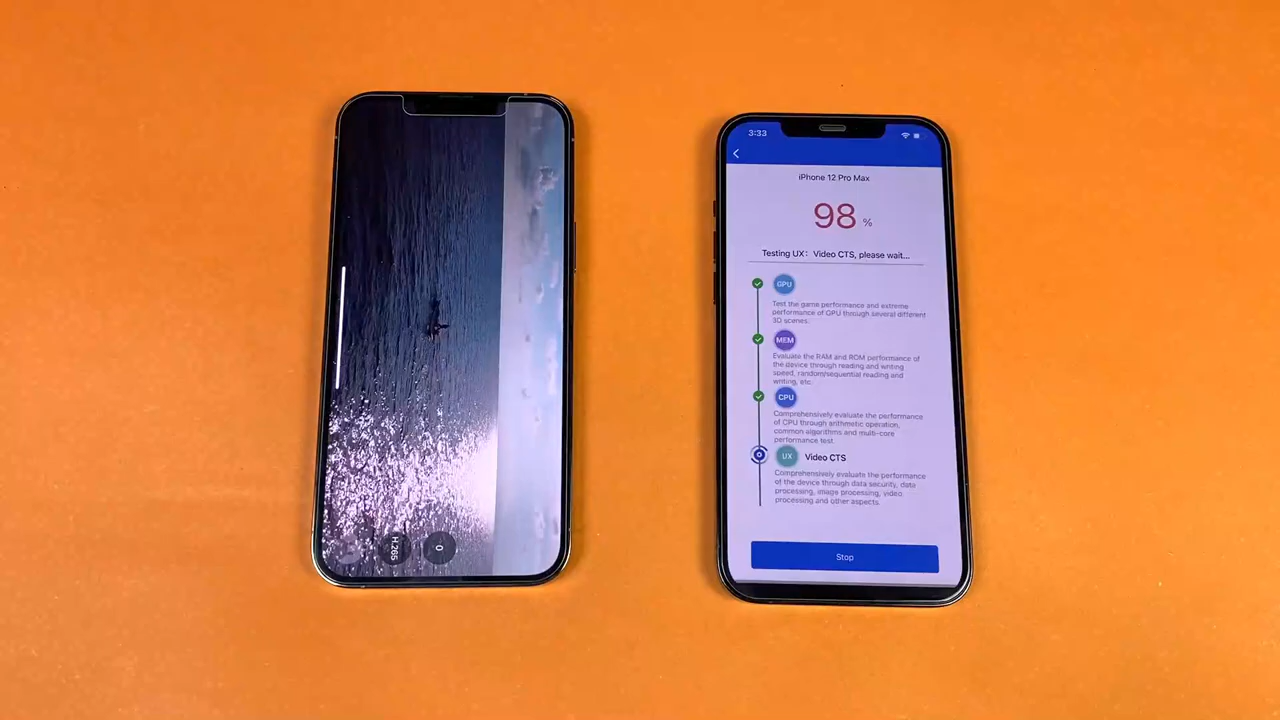 H.265
0
3:33
iPhone 12 Pro Max
98 %
Testing UX: Video CTS, please wait...
GPU
Test the game performance and extreme
performance of GPU through several different
3D scenes.
MEM
Evaluate the RAM and ROM performance of
the device through reading and writing
speed, random/sequential reading and
writing, etc.
CPU
Comprehensively evaluate the performance
of CPU through arithmetic operation,
common algorithms and multi-core
performance test.
UX Video CTS
Comprehensively evaluate the performance
of the device through data security, data
processing, image processing, video
processing and other aspects.
Stop